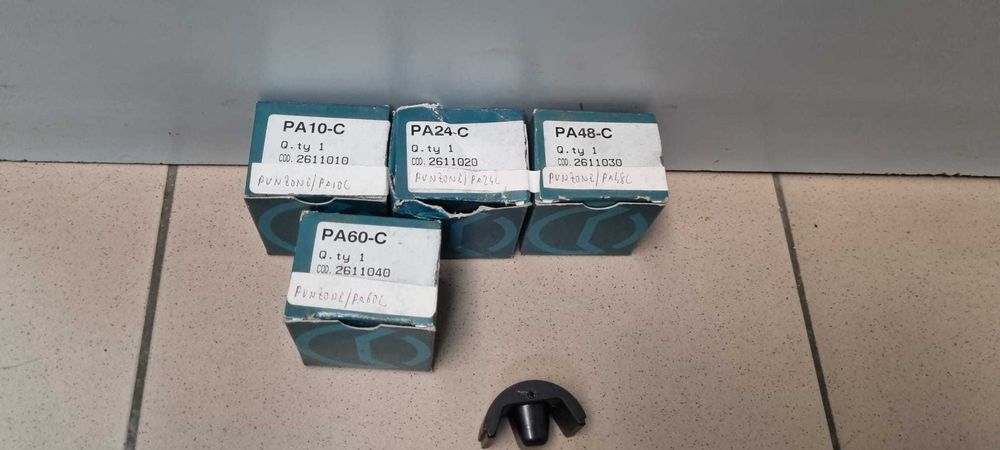 PA10-C
Q.ty 1
COD. 2611010
PUNZONE/PA10C
PA24-C
Q.ty 1
COD. 2611020
PUNZONE/PA24C
PA48-C
Q.ty 1
COD. 2611030
PUNZONE/PA48C
PA60-C
Q.ty 1
COD. 2611040
PUNZONE/PA60C